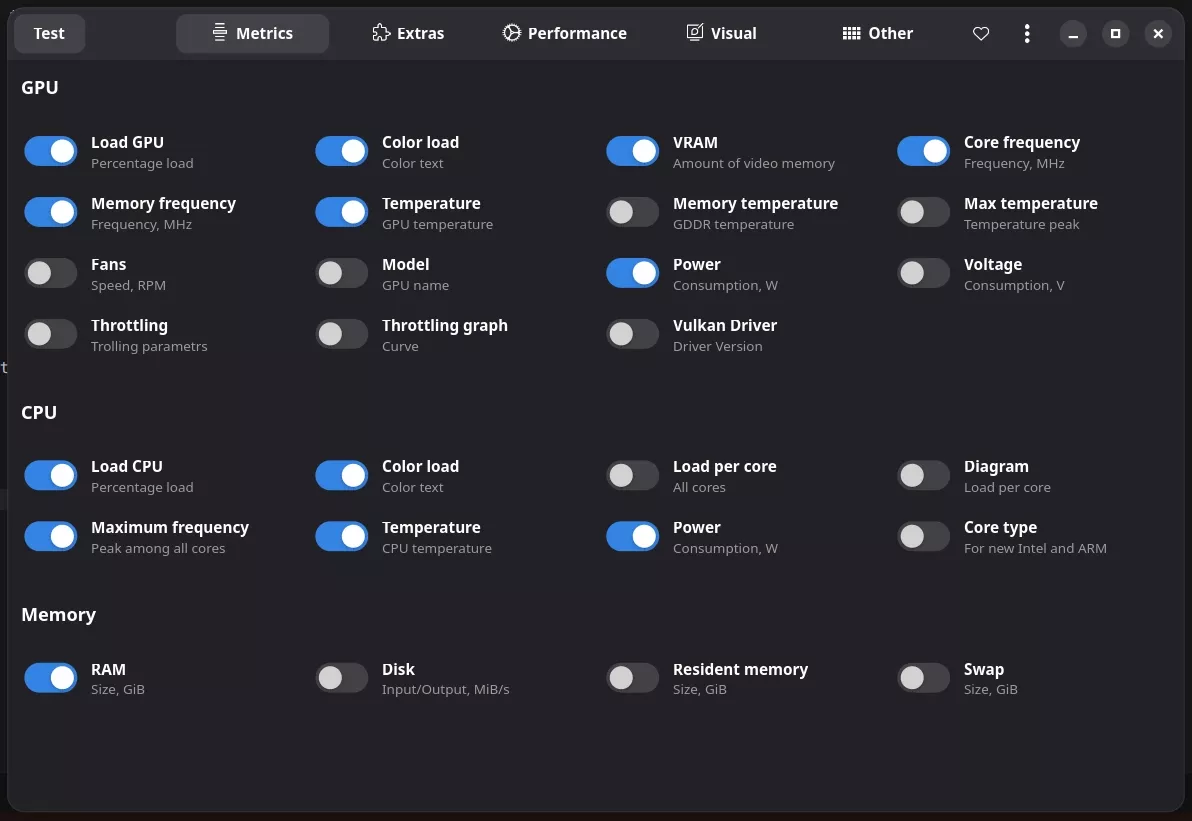 Test
Metrics
Extras
Performance
Visual
Other
GPU
Load GPU
Percentage load
Color load
Color text
VRAM
Amount of video memory
Core frequency
Frequency, MHz
Memory frequency
Frequency, MHz
Temperature
GPU temperature
Memory temperature
GDDR temperature
Max temperature
Temperature peak
Fans
Speed, RPM
Model
GPU name
Power
Consumption, W
Voltage
Consumption, V
Throttling
Trolling parametrs
Throttling graph
Curve
Vulkan Driver
Driver Version
t
CPU
Load CPU
Percentage load
Color load
Color text
Load per core
All cores
Diagram
Load per core
Maximum frequency
Peak among all cores
Temperature
CPU temperature
Power
Consumption, W
Core type
For new Intel and ARM
Memory
RAM
Size, GiB
Disk
Input/Output, MiB/s
Resident memory
Size, GiB
Swap
Size, GiB